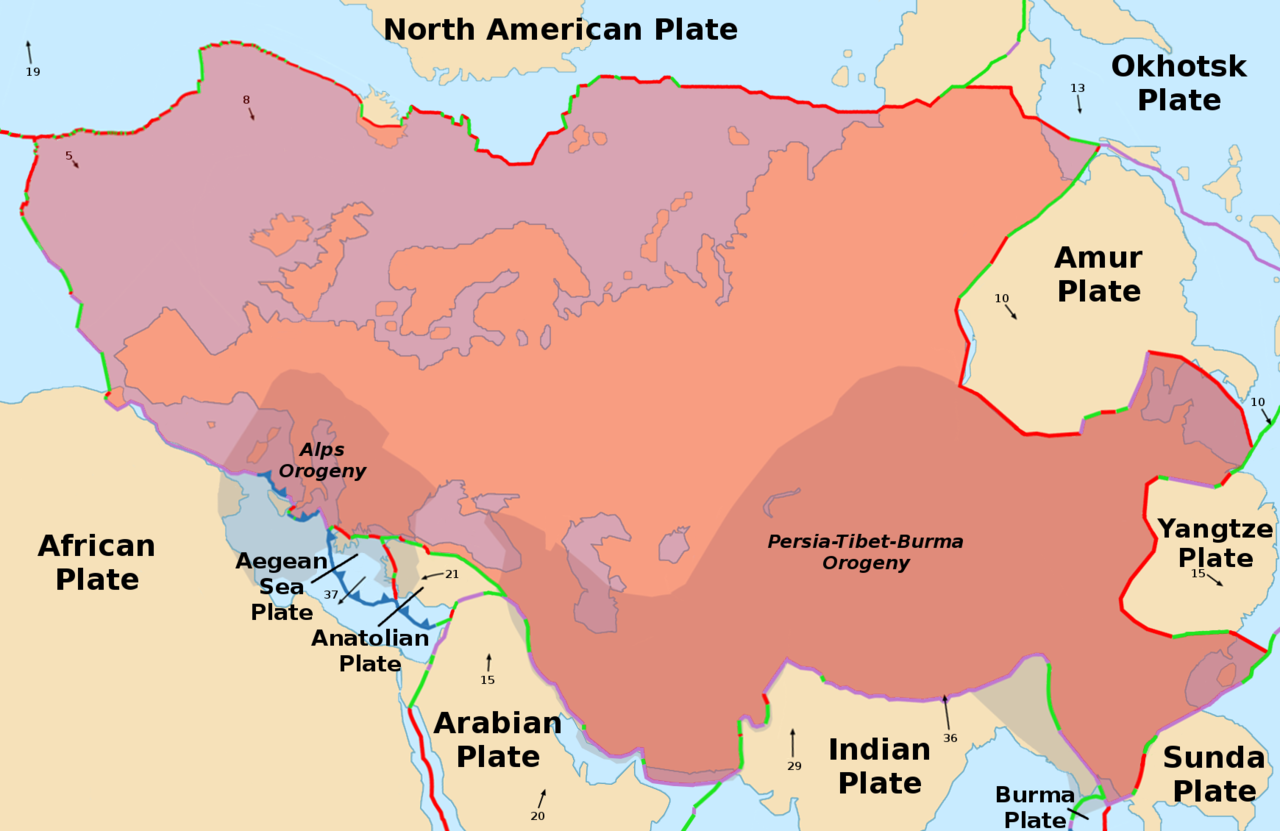 North American Plate
19
Okhotsk
Plate
13
8
5
Amur
Plate
10
10
Alps
Orogeny
Persia-Tibet-Burma
Orogeny
Yangtze
Plate
15
African
Plate
Aegean
Sea
Plate
37
21
Anatolian
Plate
15
Arabian
Plate
20
Indian
Plate
29
36
Sunda
Plate
Burma
Plate